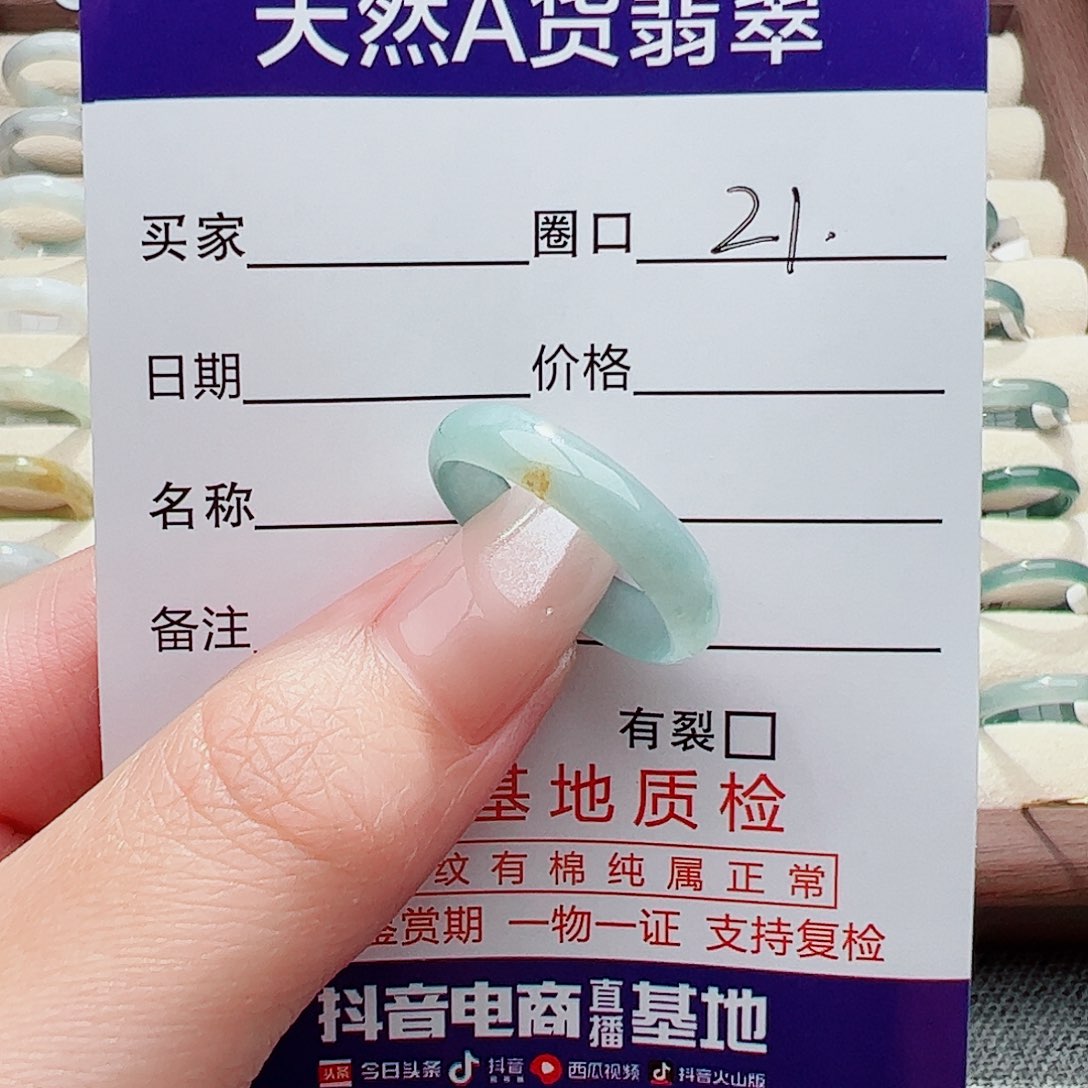 天然A货翡翠
买家 圈口 21.
日期 价格
名称
备注
有裂
基地质检
纹有棉纯属正常
鉴赏期 一物一证 支持复检
抖音电商直播基地
头条 今日头条 抖音 西瓜视频 抖音火山版